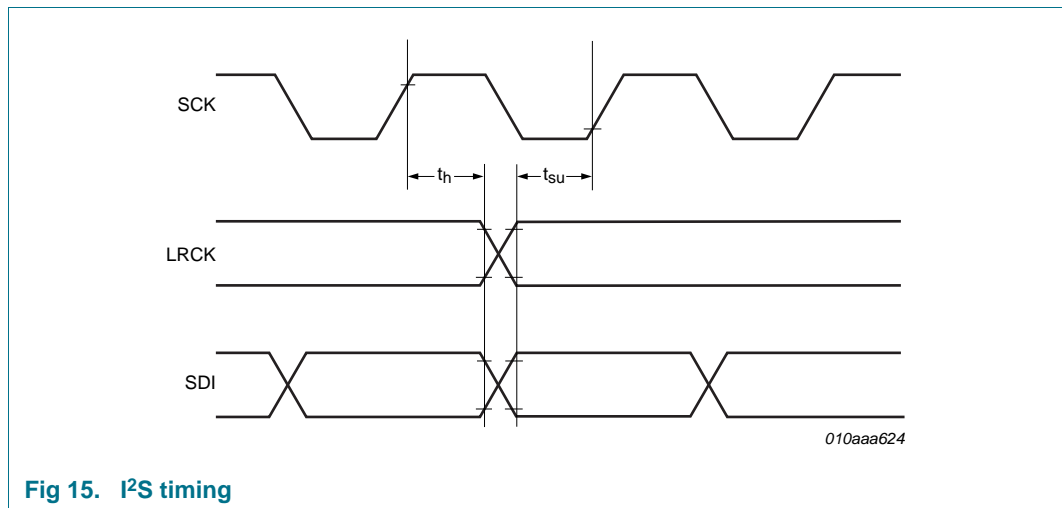 SCK
th
tsu
LRCK
SDI
010aaa624
Fig 15. I²S timing